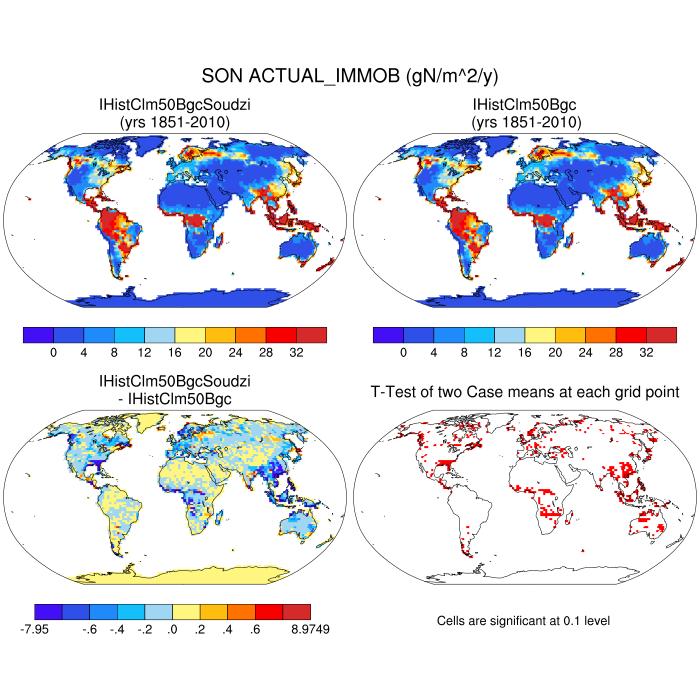 SON ACTUAL_IMMOB (gN/m^2/y)
IHistClm50BgcSoudzi
(yrs 1851-2010)
IHistClm50Bgc
(yrs 1851-2010)
0 4 8 12 16 20 24 28 32
0 4 8 12 16 20 24 28 32
IHistClm50BgcSoudzi
- IHistClm50Bgc
T-Test of two Case means at each grid point
-7.95 -.6 -.4 -.2 .0 .2 .4 .6 8.9749
Cells are significant at 0.1 level